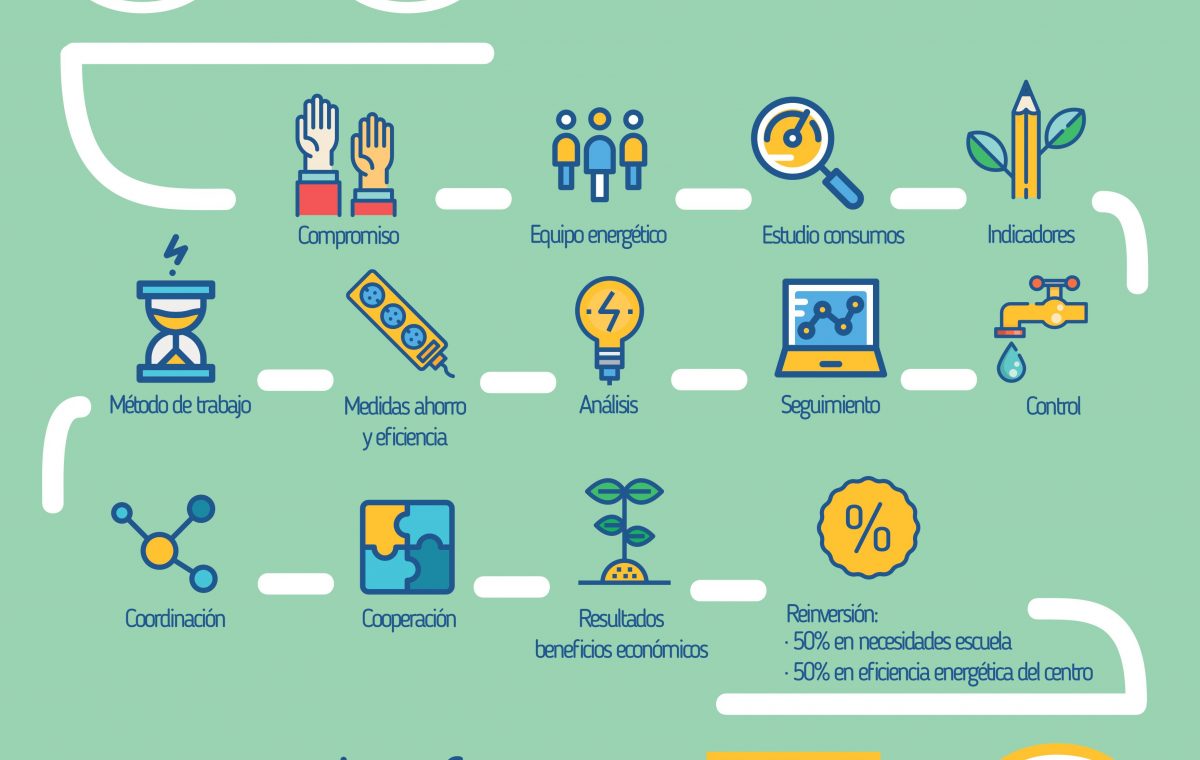 Compromiso
Equipo energético
Estudio consumos
Indicadores
Método de trabajo
Medidas ahorro
y eficiencia
Análisis
Seguimiento
Control
Coordinación
Cooperación
Resultados
beneficios económicos
%
Reinversión:
· 50% en necesidades escuela
· 50% en eficiencia energética del centro